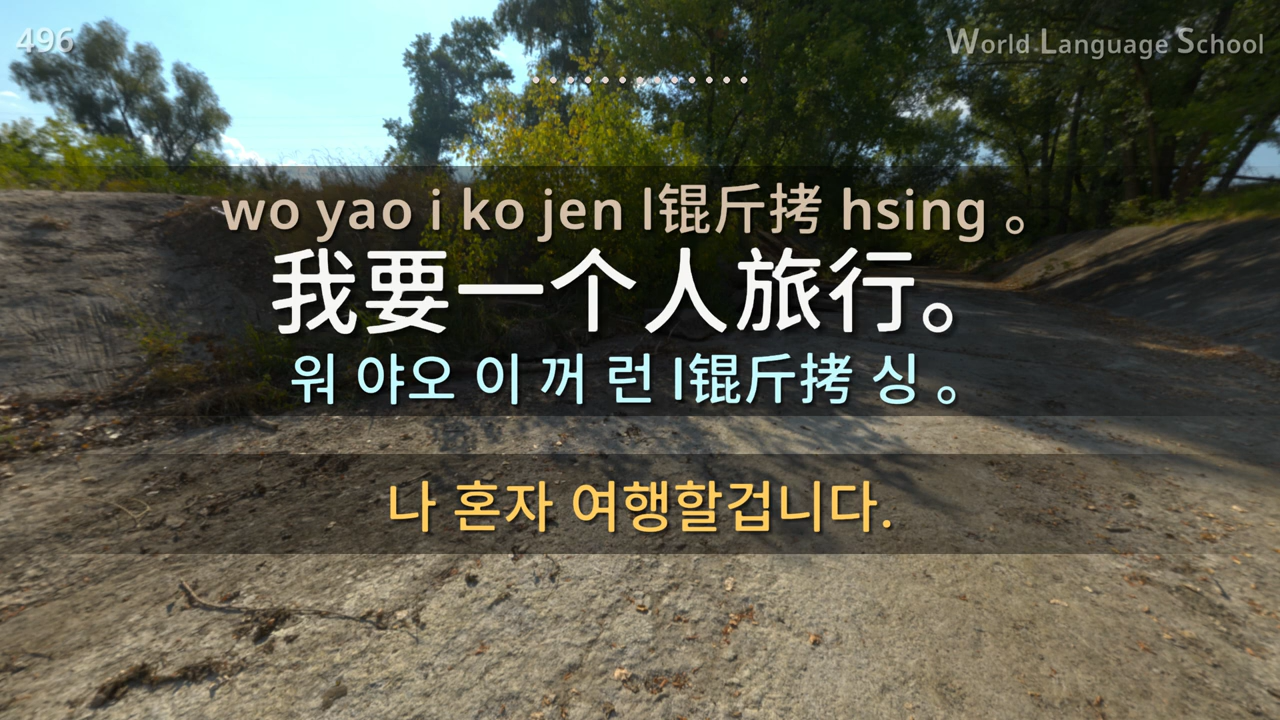 496
World Language School
wo yao i ko jen l锟斤拷 hsing 。
我要一个人旅行。
워 야오 이 꺼 런 l锟斤拷 싱 。
나 혼자 여행할겁니다.